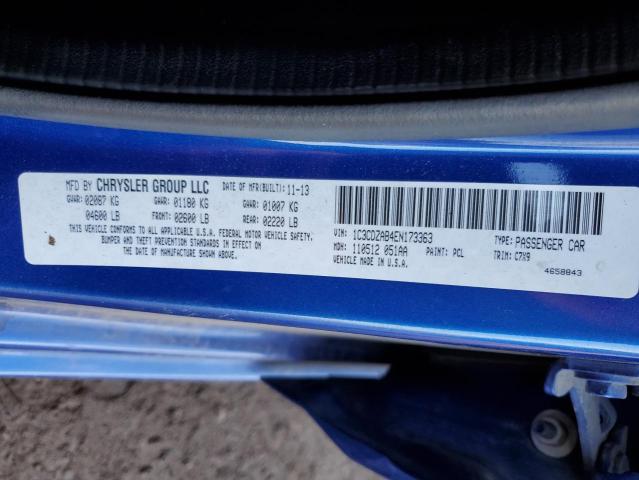 MFD BY CHRYSLER GROUP LLC DATE OF MFR(BUILT): 11-13
GVWR: 02087 KG GAWR: 01180 KG GAWR: 01007 KG
04600 LB FRONT: 02600 LB REAR: 02220 LB
THIS VEHICLE CONFORMS TO ALL APPLICABLE U.S.A. FEDERAL MOTOR VEHICLE SAFETY,
BUMPER AND THEFT PREVENTION STANDARDS IN EFFECT ON
THE DATE OF MANUFACTURE SHOWN ABOVE.
VIN: 1C3CDZAB4EN173363 TYPE: PASSENGER CAR
MDH: 110512 051AA PAINT: PCL TRIM: C7X9
VEHICLE MADE IN U.S.A.
4658843